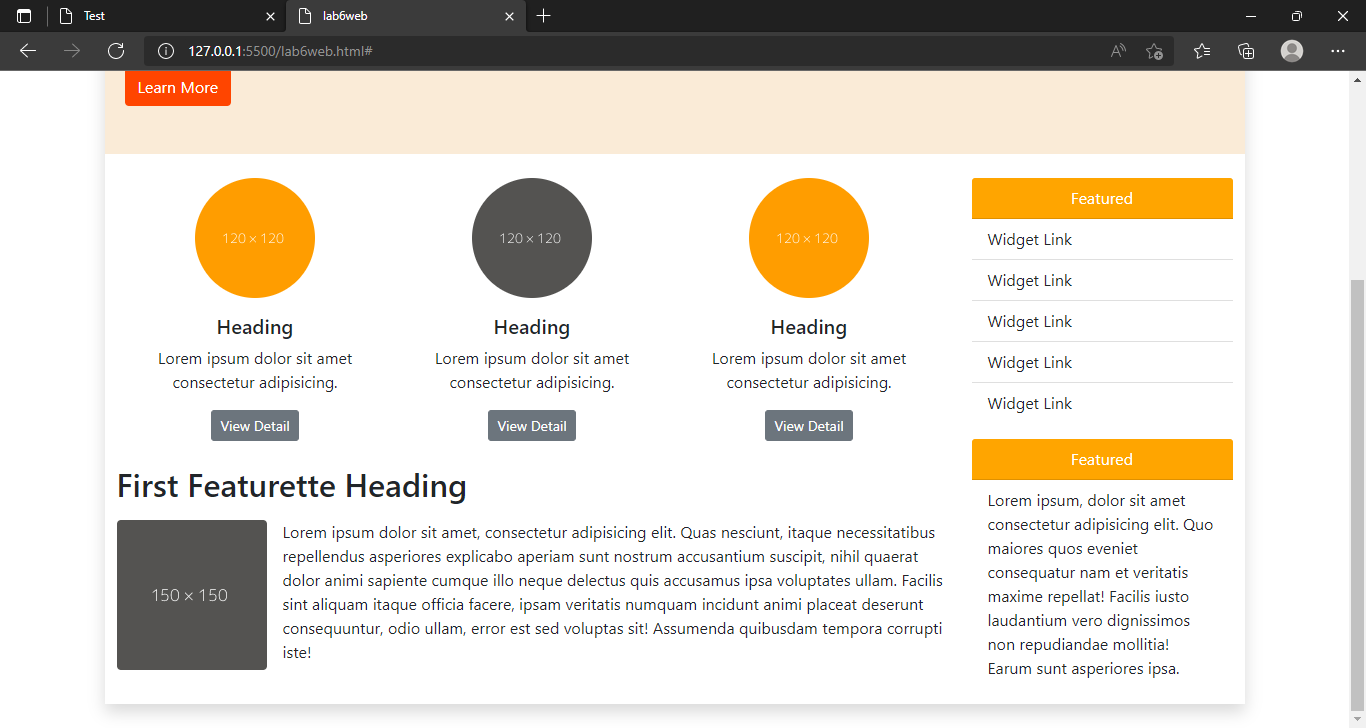 Test
lab6web
127.0.0.1:5500/lab6web.html#
Learn More
120 × 120
120 × 120
120 × 120
Heading
Heading
Heading
Lorem ipsum dolor sit amet
consectetur adipisicing.
Lorem ipsum dolor sit amet
consectetur adipisicing.
Lorem ipsum dolor sit amet
consectetur adipisicing.
View Detail
View Detail
View Detail
First Featurette Heading
150 × 150
Lorem ipsum dolor sit amet, consectetur adipisicing elit. Quas nesciunt, itaque necessitatibus
repellendus asperiores explicabo aperiam sunt nostrum accusantium suscipit, nihil quaerat
dolor animi sapiente cumque illo neque delectus quis accusamus ipsa voluptates ullam. Facilis
sint aliquam itaque officia facere, ipsam veritatis numquam incidunt animi placeat deserunt
consequuntur, odio ullam, error est sed voluptas sit! Assumenda quibusdam tempora corrupti
iste!
Featured
Widget Link
Widget Link
Widget Link
Widget Link
Widget Link
Featured
Lorem ipsum, dolor sit amet
consectetur adipisicing elit. Quo
maiores quos eveniet
consequatur nam et veritatis
maxime repellat! Facilis iusto
laudantium vero dignissimos
non repudiandae mollitia!
Earum sunt asperiores ipsa.